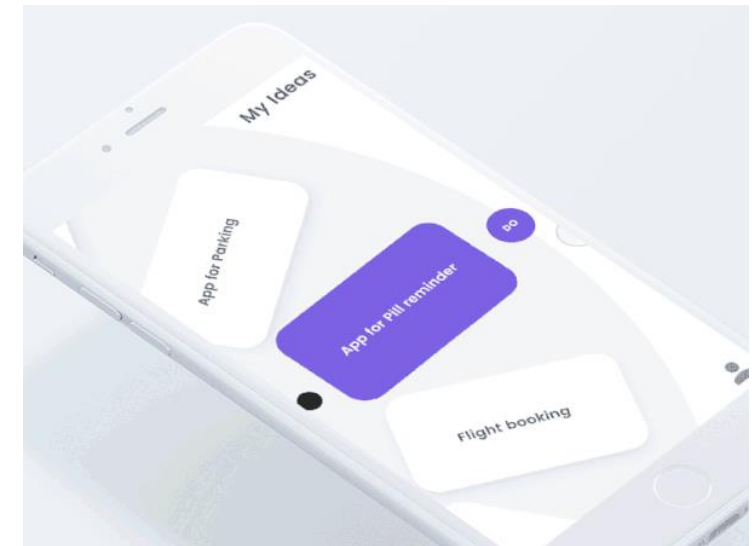 My Ideas
App for Parking
App for Pill reminder
DO
Flight booking